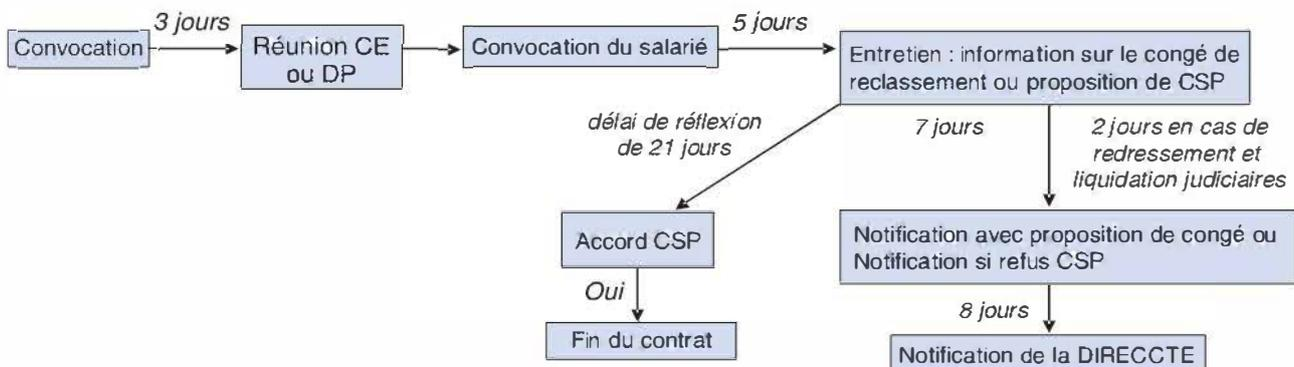 Convocation
3 jours
Réunion CE
ou DP
Convocation du salarié
5 jours
Entretien : information sur le congé de
reclassement ou proposition de CSP
délai de réflexion
de 21 jours
7 jours
2 jours en cas de
redressement et
liquidation judiciaires
Accord CSP
Notification avec proposition de congé ou
Notification si refus CSP
Oui
8 jours
Fin du contrat
Notification de la DIRECCTE